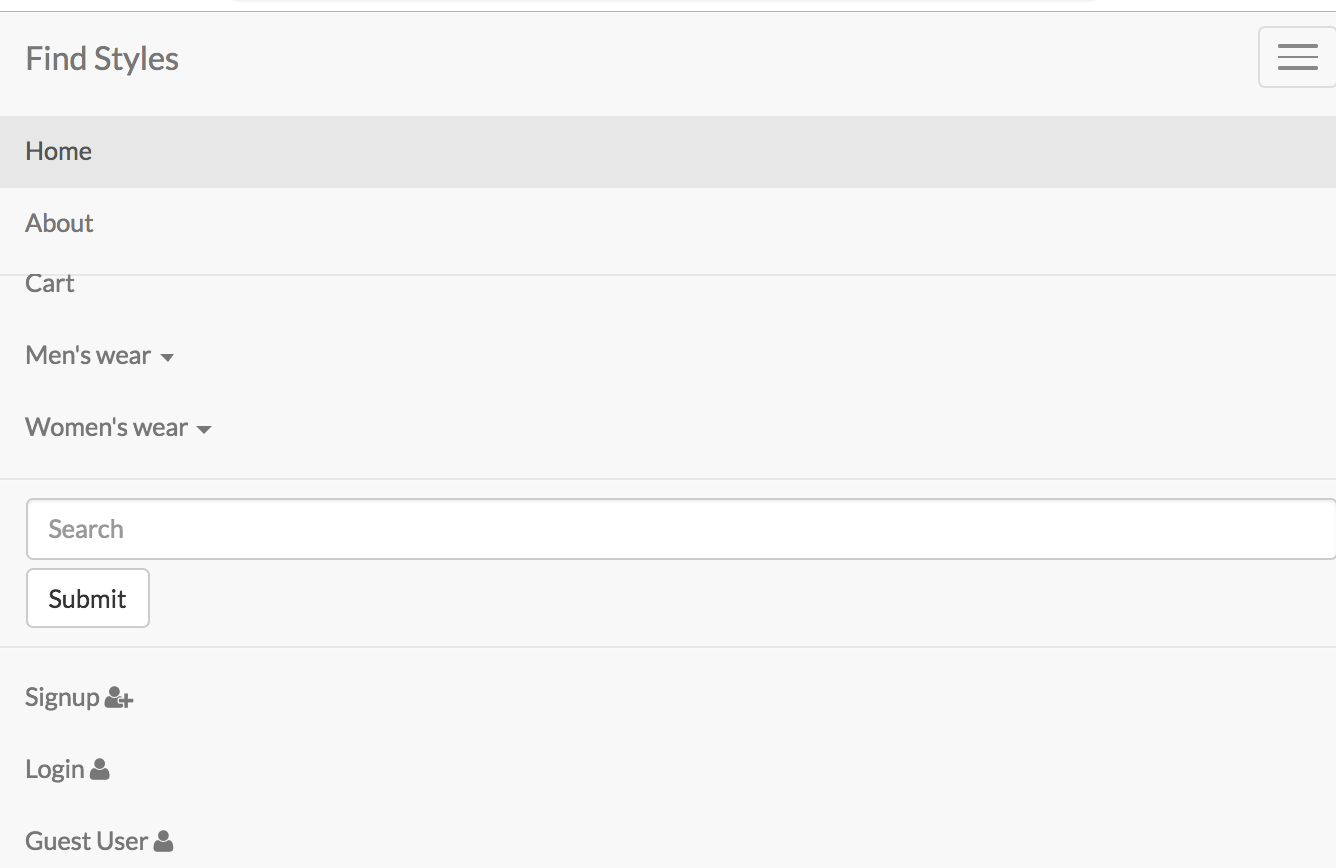 Find Styles
Home
About
Cart
Men's wear
Women's wear
Search
Submit
Signup
Login
Guest User